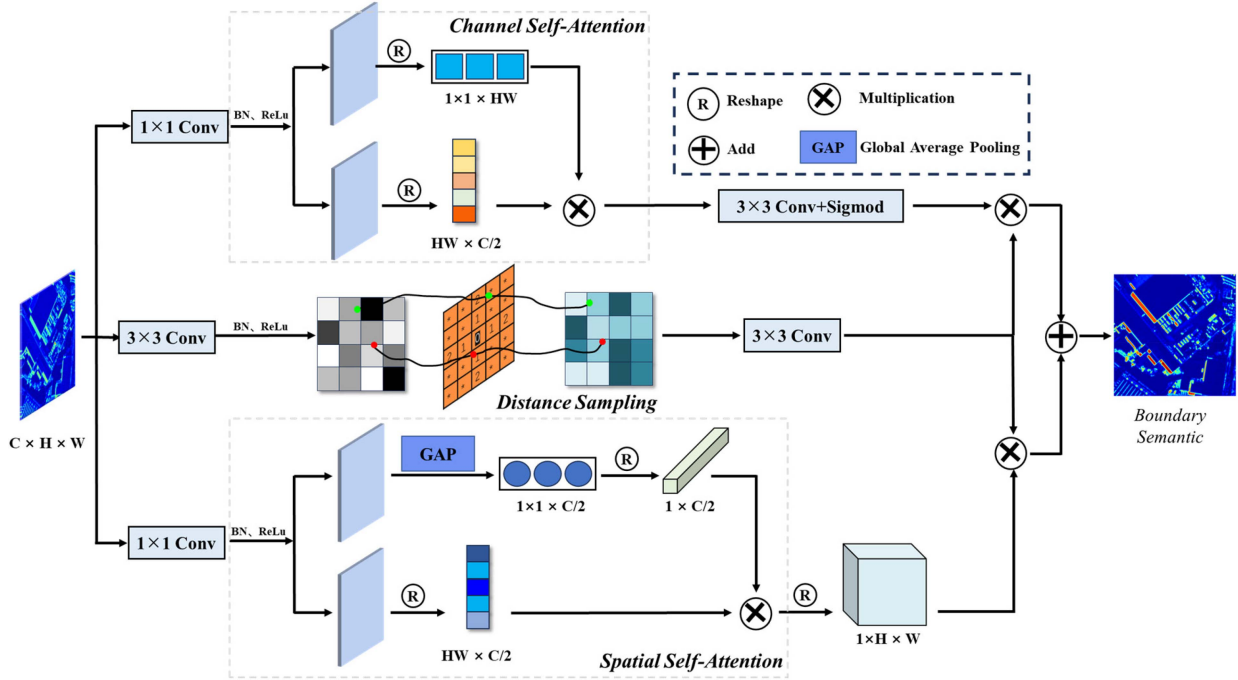 Channel Self-Attention
R
1×1 × HW
1×1 Conv
BN、ReLu
R
HW × C/2
R Reshape
Multiplication
Add
GAP Global Average Pooling
3×3 Conv+Sigmod
C × H × W
3×3 Conv
BN、ReLu
Distance Sampling
3×3 Conv
Boundary
Semantic
1×1 Conv
BN、ReLu
GAP
1×1 × C/2
R
1 × C/2
R
HW × C/2
R
1×H × W
Spatial Self-Attention